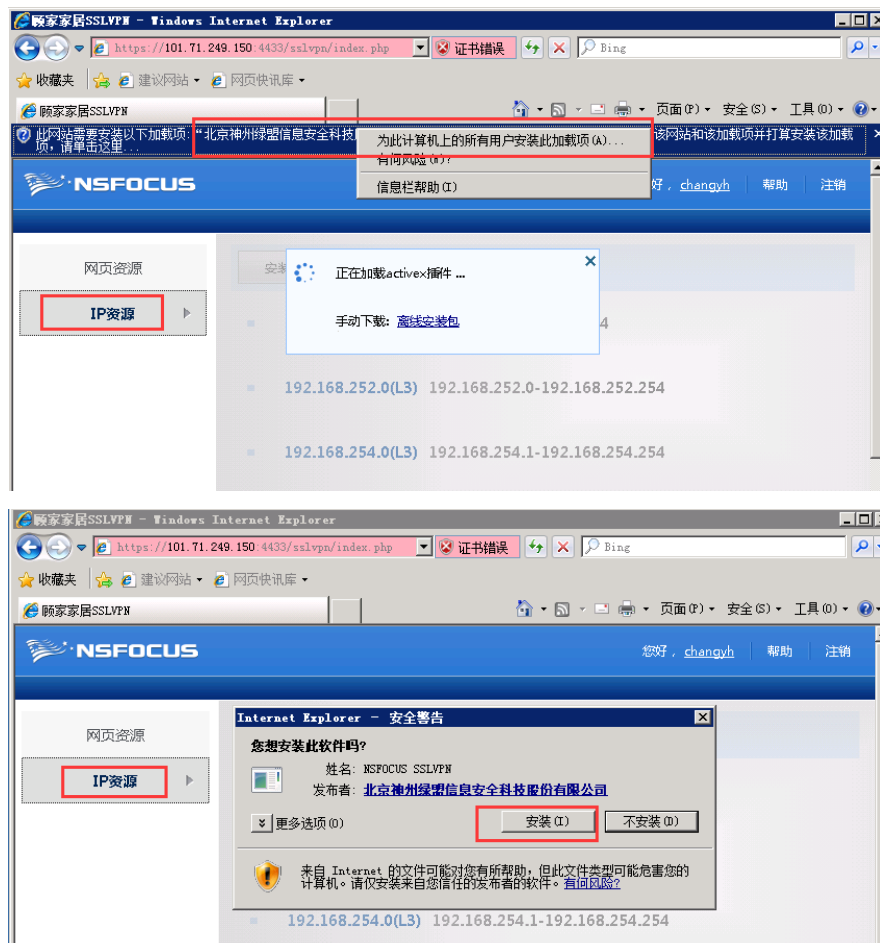 顾家家居SSLVPN - Windows Internet Explorer
https://101.71.249.150:4433/sslvpn/index.php 证书错误 Bing
收藏夹 建议网站 网页快讯库
顾家家居SSLVPN 页面(P) 安全(S) 工具(O)
此网站需要安装以下加载项: “北京神州绿盟信息安全科技 该网站和该加载项并打算安装该加载
项，请单击这里...
为此计算机上的所有用户安装此加载项(A)...
有何风险(W)?
信息栏帮助(I)
NSFOCUS 好， changyh 帮助 注销
网页资源
IP资源
安装
正在加载activex插件 ...
手动下载: 离线安装包
4
192.168.252.0(L3) 192.168.252.0-192.168.252.254
192.168.254.0(L3) 192.168.254.1-192.168.254.254
顾家家居SSLVPN - Windows Internet Explorer
https://101.71.249.150:4433/sslvpn/index.php 证书错误 Bing
收藏夹 建议网站 网页快讯库
顾家家居SSLVPN 页面(P) 安全(S) 工具(O)
NSFOCUS 您好， changyh 帮助 注销
网页资源
IP资源
Internet Explorer - 安全警告
您想安装此软件吗?
姓名: NSFOCUS SSLVPN
发布者: 北京神州绿盟信息安全科技股份有限公司
更多选项(O) 安装(I) 不安装(D)
来自 Internet 的文件可能对您有所帮助，但此文件类型可能危害您的
计算机。请仅安装来自您信任的发布者的软件。有何风险?
192.168.254.0(L3) 192.168.254.1-192.168.254.254